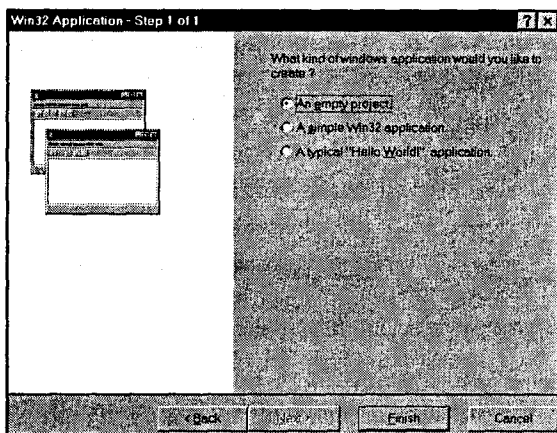 Win32 Application - Step 1 of 1
What kind of windows application would you like to
create ?
An empty project.
A simple Win32 application.
A typical "Hello World!" application.
< Back
Next >
Finish
Cancel